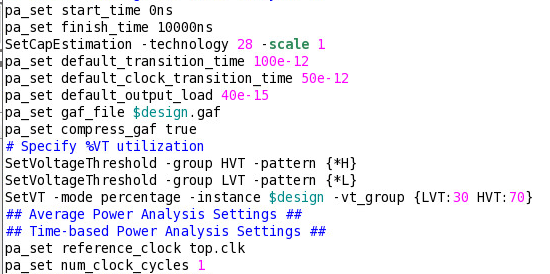 pa_set start_time 0ns
pa_set finish_time 10000ns
SetCapEstimation -technology 28 -scale 1
pa_set default_transition_time 100e-12
pa_set default_clock_transition_time 50e-12
pa_set default_output_load 40e-15
pa_set gaf_file $design.gaf
pa_set compress_gaf true
# Specify %VT utilization
SetVoltageThreshold -group HVT -pattern {*H}
SetVoltageThreshold -group LVT -pattern {*L}
SetVT -mode percentage -instance $design -vt_group {LVT:30 HVT:70}
## Average Power Analysis Settings ##
## Time-based Power Analysis Settings ##
pa_set reference_clock top.clk
pa_set num_clock_cycles 1